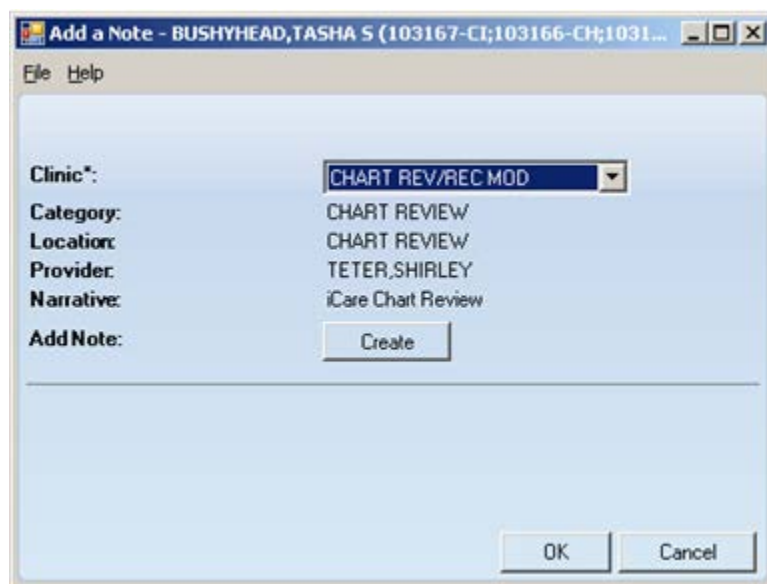 Add a Note - BUSHYHEAD,TASHA S (103167-CI;103166-CH;1031...
File Help
Clinic*: CHART REV/REC MOD
Category: CHART REVIEW
Location: CHART REVIEW
Provider: TETER,SHIRLEY
Narrative: iCare Chart Review
Add Note: Create
OK Cancel